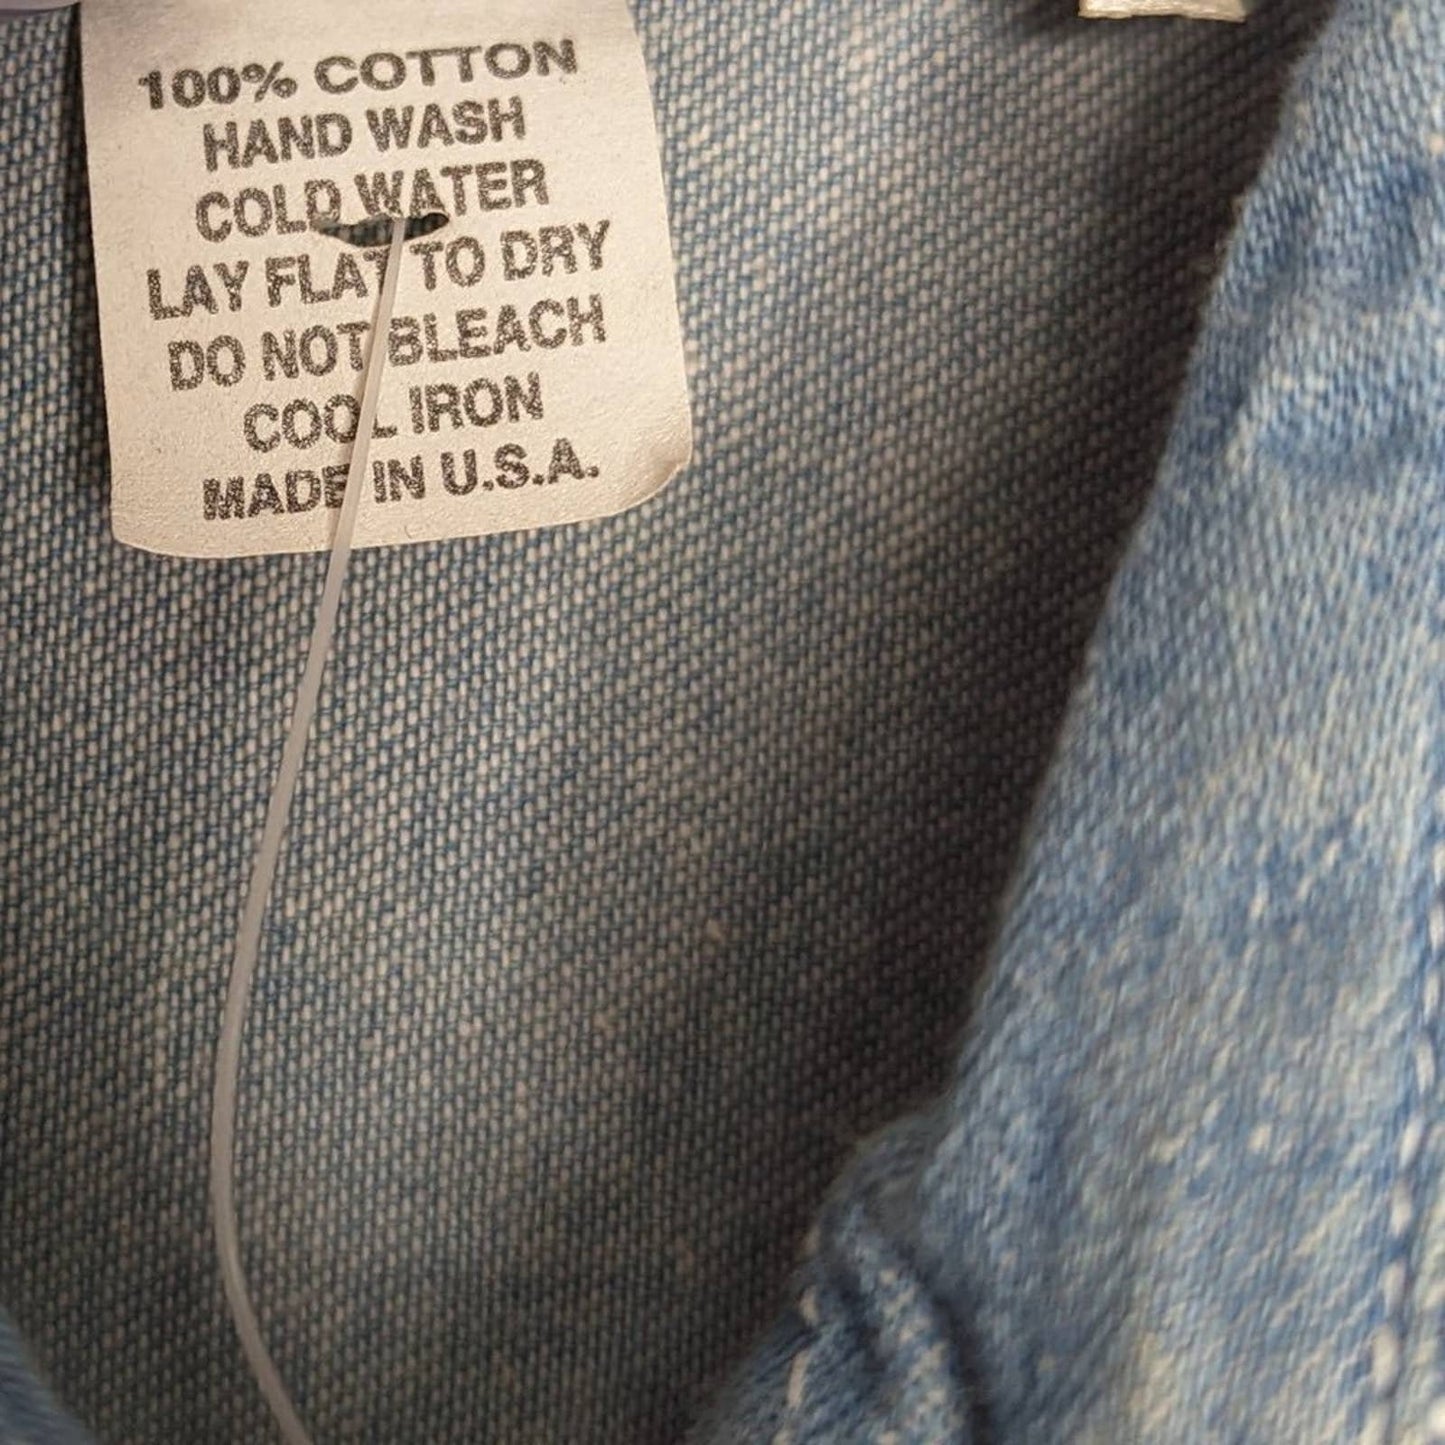 100% COTTON
HAND WASH
COLD WATER
LAY FLAT TO DRY
DO NOT BLEACH
COOL IRON
MADE IN U.S.A.